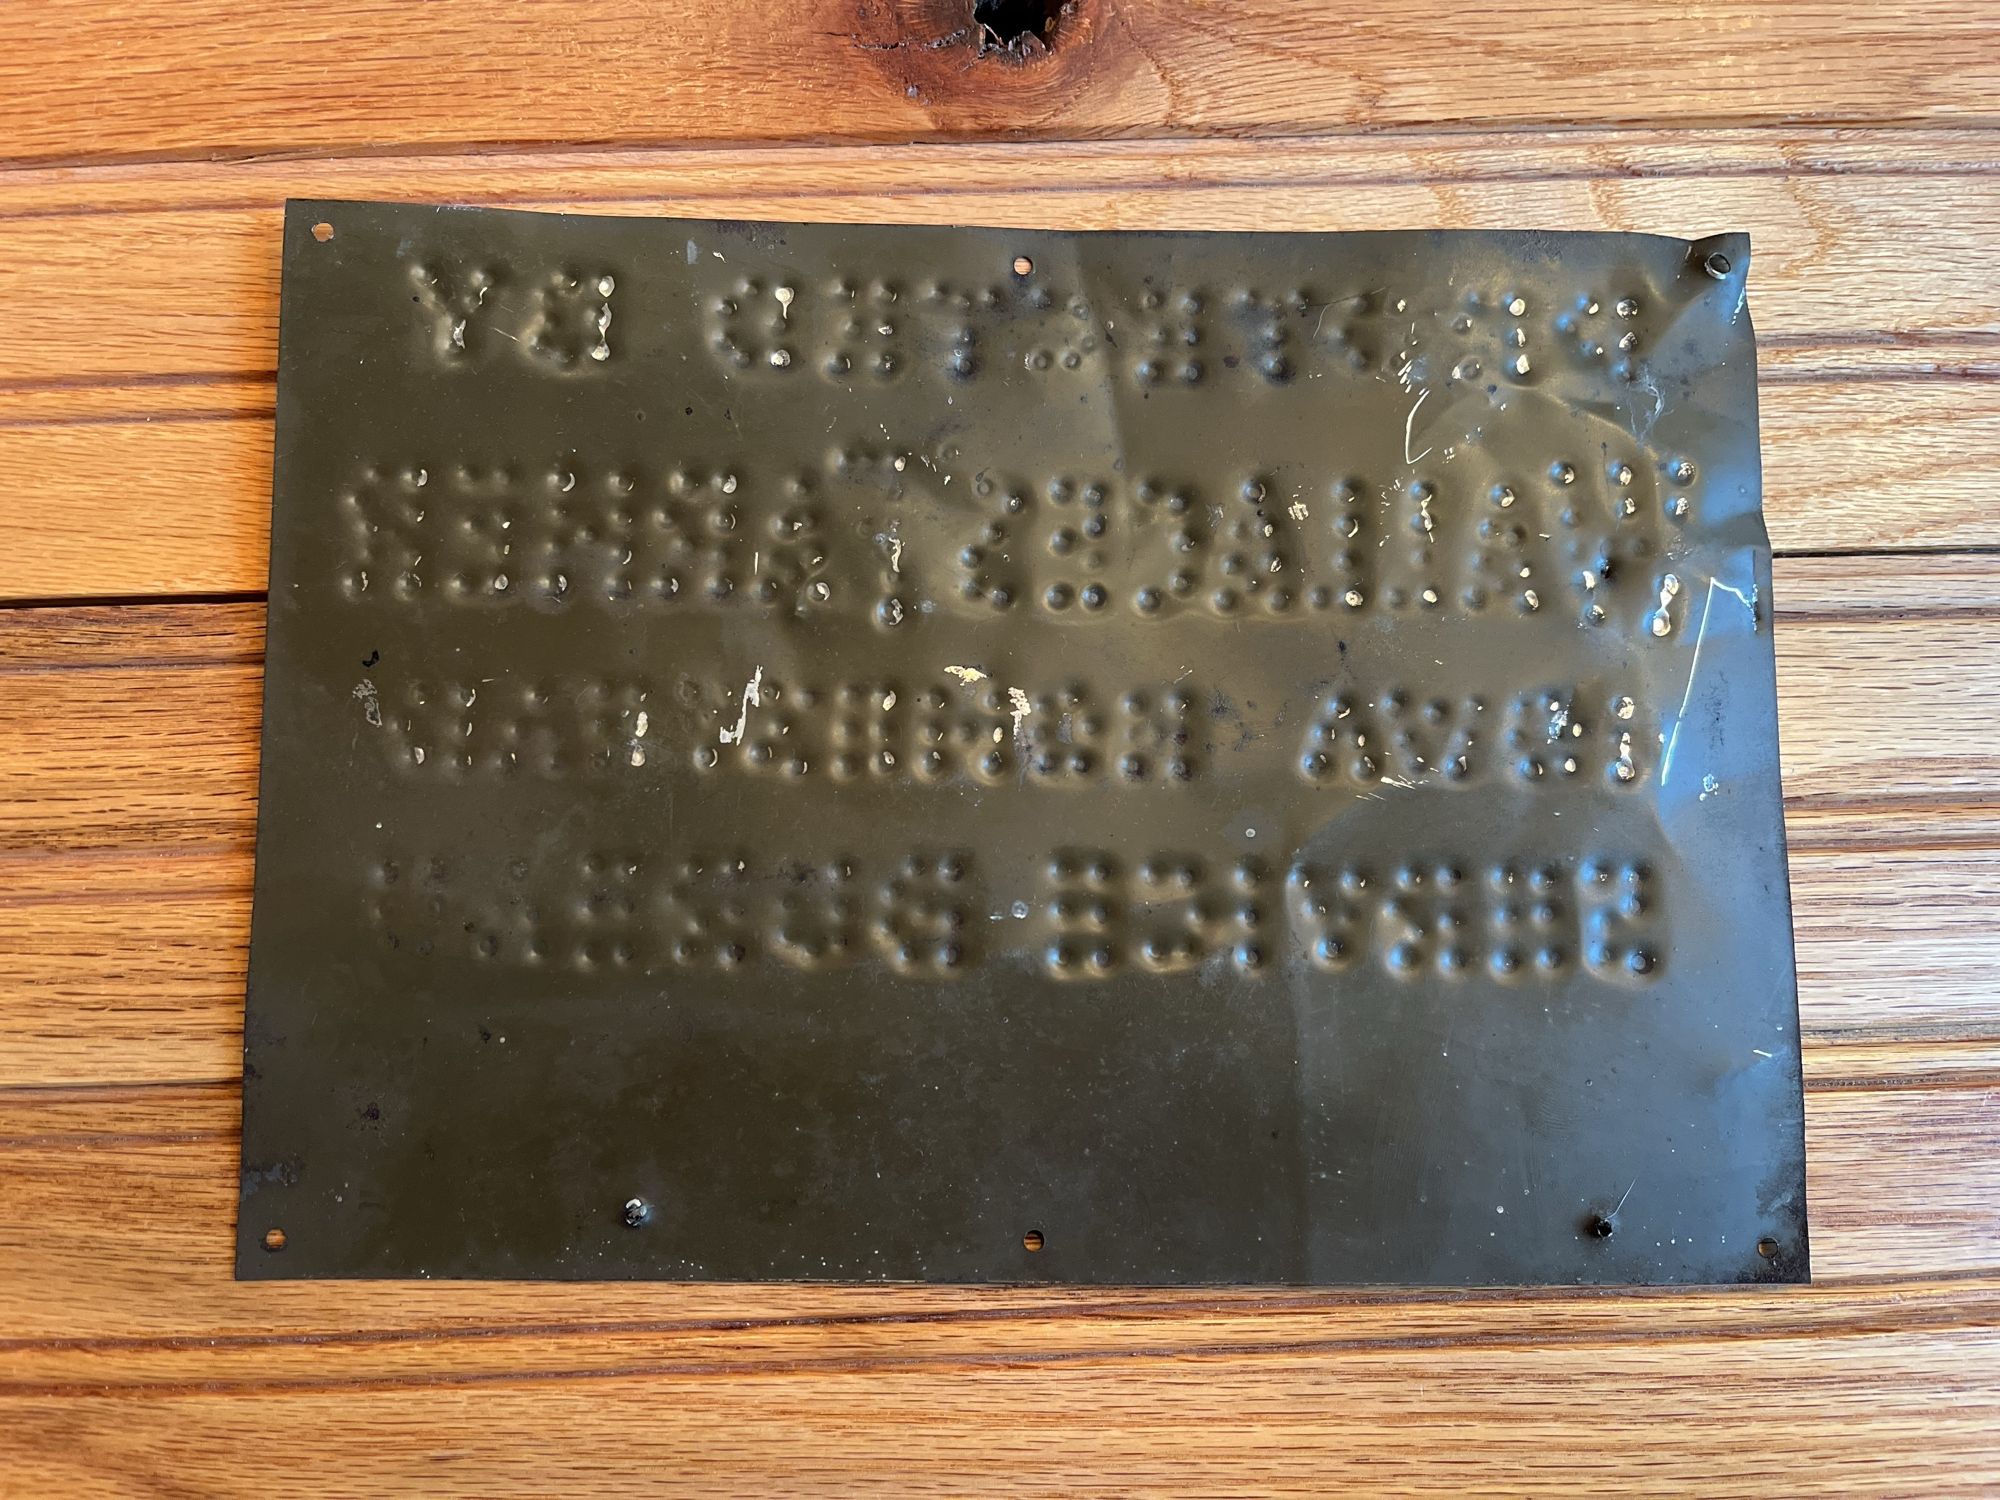 PROTECTED BY
WALLACES FARMER
IOWA HOMESTEAD
SERVICE BUREAU